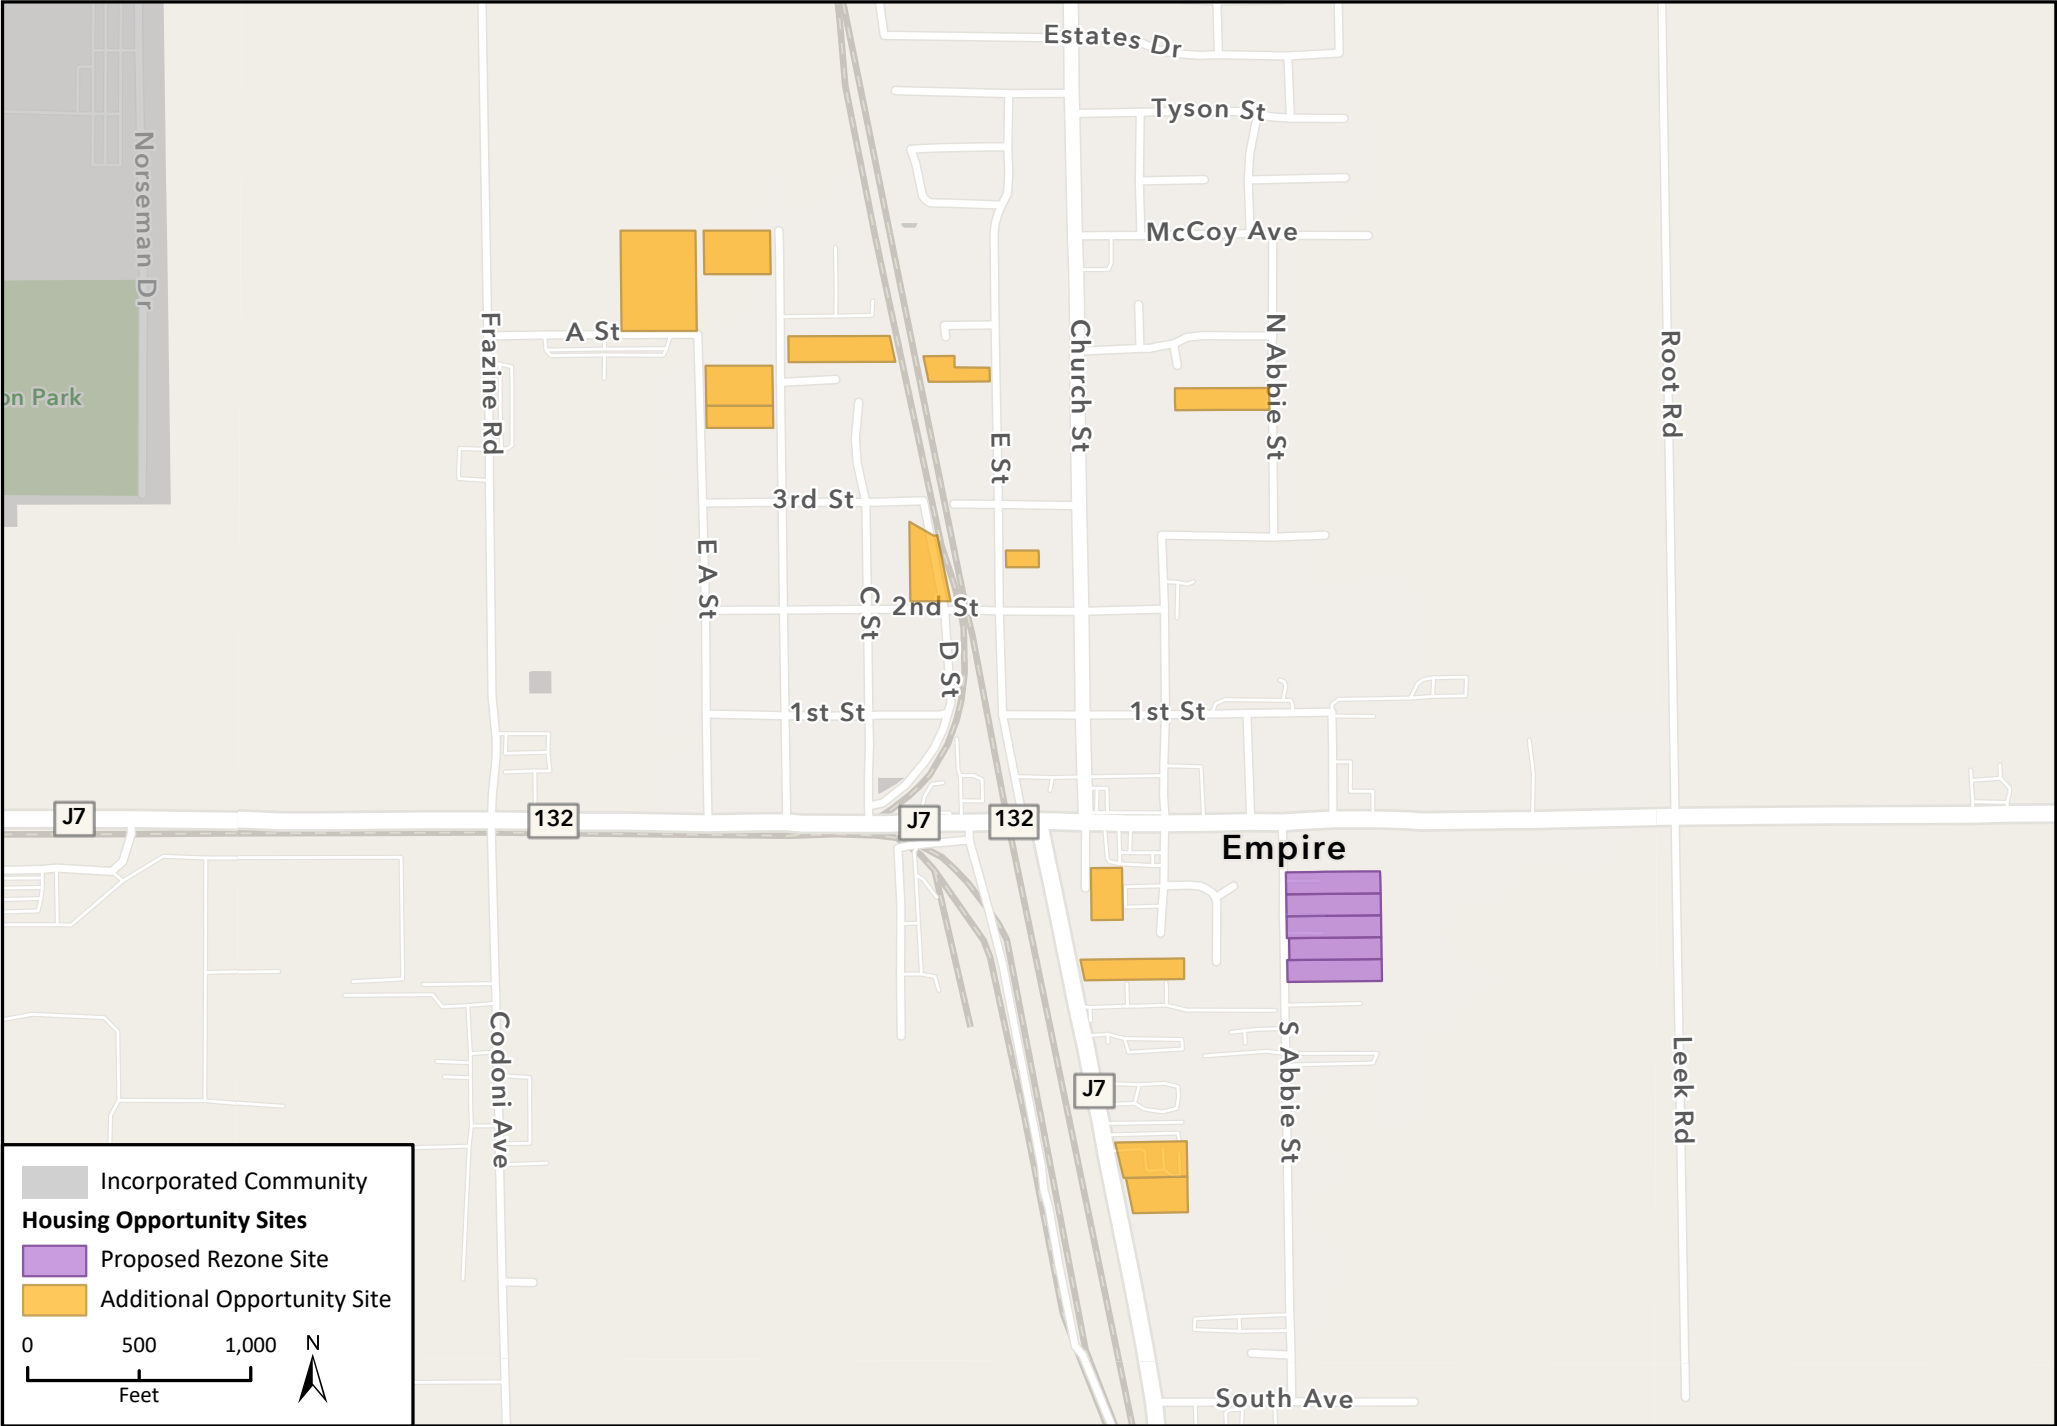 Estates Dr
Tyson St
Norseman Dr
McCoy Ave
A St
Frazine Rd
Church St
N Abbie St
Root Rd
on Park
E St
3rd St
E A St
C St
2nd St
D St
1st St
1st St
J7
132
J7
132
Empire
Codoni Ave
S Abbie St
Leek Rd
J7
South Ave
Incorporated Community
Housing Opportunity Sites
Proposed Rezone Site
Additional Opportunity Site
0 500 1,000
Feet
N